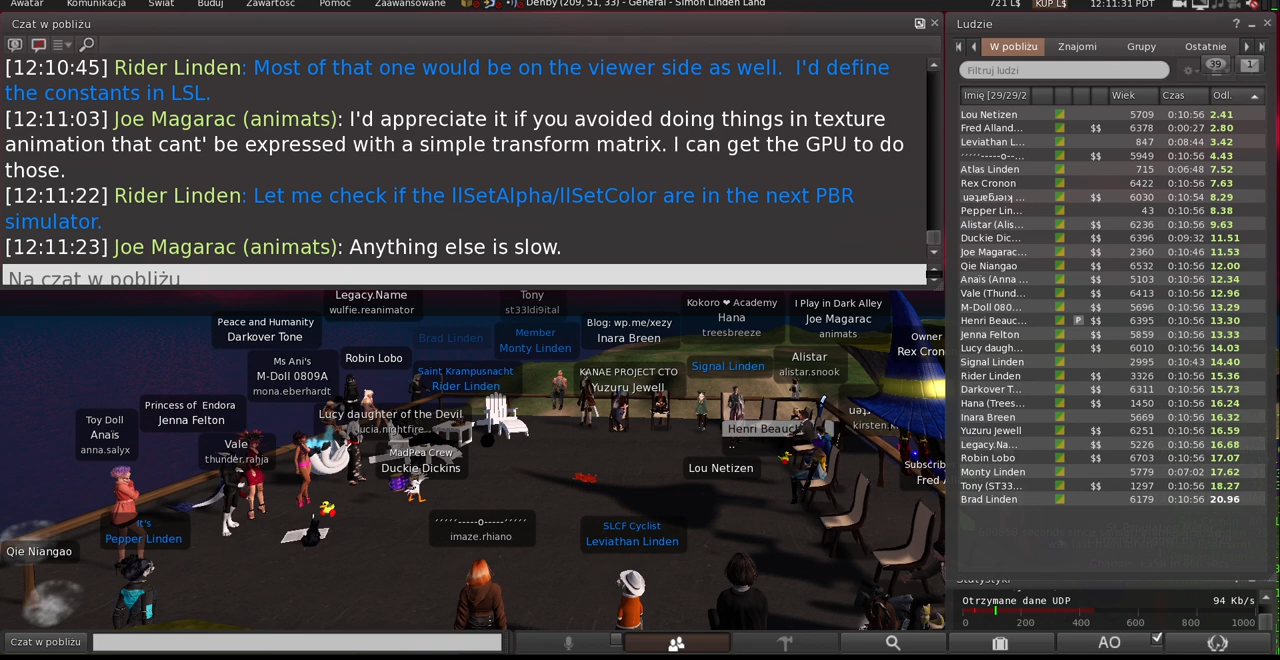 Awatar Komunikacja Świat Buduj Zawartość Pomoc Zaawansowane Denby (209, 51, 33) - General - Simon Linden Land 721 L$ KUP L$ 12:11:31 PDT
Czat w pobliżu
[12:10:45] Rider Linden: Most of that one would be on the viewer side as well. I'd define
the constants in LSL.
[12:11:03] Joe Magarac (animats): I'd appreciate it if you avoided doing things in texture
animation that cant' be expressed with a simple transform matrix. I can get the GPU to do
those.
[12:11:22] Rider Linden: Let me check if the llSetAlpha/llSetColor are in the next PBR
simulator.
[12:11:23] Joe Magarac (animats): Anything else is slow.
Na czat w pobliżu
Legacy.Name
wulfie.reanimator
Tony
st33ldi9ital
Kokoro ❤ Academy
Hana
treesbreeze
I Play in Dark Alley
Joe Magarac
animats
Peace and Humanity
Darkover Tone
Brad Linden
Member
Monty Linden
Blog: wp.me/xezy
Inara Breen
Owner
Rex Cron
Ms Ani's
M-Doll 0809A
mona.eberhardt
Robin Lobo
Saint Krampusnacht
Rider Linden
KANAE PROJECT CTO
Yuzuru Jewell
Signal Linden
Alistar
alistar.snook
Toy Doll
Anaïs
anna.salyx
Princess of Endora
Jenna Felton
Lucy daughter of the Devil
lucia.nightfire...
kirsten.k
Henri Beauc
Vale
thunder.rahja
MadPea Crew
Duckie Dickins
Lou Netizen
Subscrib
Fred A
It's
Pepper Linden
Qie Niangao
′′′′′-----o-----′′′′′
imaze.rhiano
SLCF Cyclist
Leviathan Linden
Czat w pobliżu
Ludzie
W pobliżu Znajomi Grupy Ostatnie
Filtruj ludzi 39 1
Imię [29/29/2 Wiek Czas Odl.
Lou Netizen 5709 0:10:56 2.41
Fred Alland... $$ 6378 0:00:27 2.80
Leviathan L... 847 0:08:44 3.42
′′′′′-----o--... $$ 5949 0:10:56 4.43
Atlas Linden 715 0:06:48 7.52
Rex Cronon 6422 0:10:56 7.63
$$ 6030 0:10:54 8.29
Pepper Lin... 43 0:10:56 8.38
Alistar (Alis... $$ 6236 0:10:56 9.63
Duckie Dic... $$ 6396 0:09:32 11.51
Joe Magarac... $$ 2360 0:10:46 11.53
Qie Niangao $$ 6532 0:10:56 12.00
Anaïs (Anna ... $$ 5103 0:10:56 12.34
Vale (Thund... $$ 6413 0:10:56 12.96
M-Doll 080... $$ 5696 0:10:56 13.29
Henri Beauc... P $$ 6395 0:10:56 13.30
Jenna Felton $$ 5859 0:10:56 13.33
Lucy daugh... $$ 6010 0:10:56 14.03
Signal Linden 2995 0:10:43 14.40
Rider Linden $$ 3326 0:10:56 15.36
Darkover T... $$ 6311 0:10:56 15.73
Hana (Trees... $$ 1450 0:10:56 16.24
Inara Breen 5669 0:10:56 16.32
Yuzuru Jewell $$ 6251 0:10:56 16.59
Legacy.Na... $$ 5226 0:10:56 16.68
Robin Lobo $$ 6703 0:10:56 17.07
Monty Linden 5779 0:07:02 17.62
Tony (ST33... $$ 1297 0:10:56 18.27
Brad Linden 6179 0:10:56 20.96
Statystyki
Otrzymane dane UDP 94 Kb/s
0 200 400 600 800 1000
AO